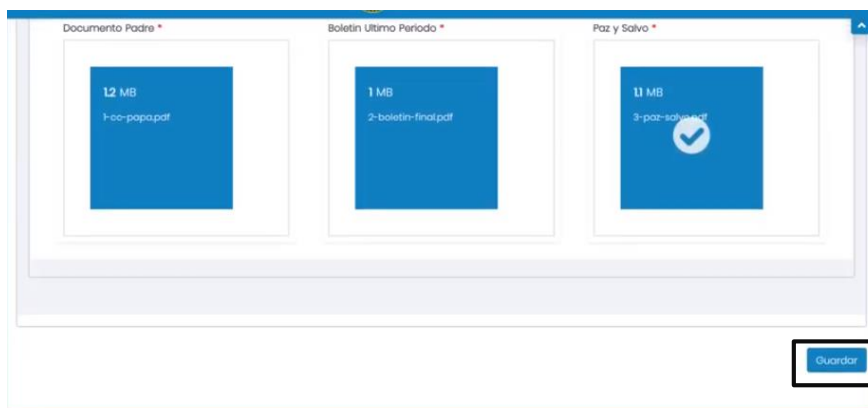 Documento Padre * Boletin Ultimo Periodo * Paz y Salvo *
1.2 MB 1 MB 1.1 MB
1-cc-papa.pdf 2-boletin-final.pdf 3-paz-salvo.pdf
Guardar